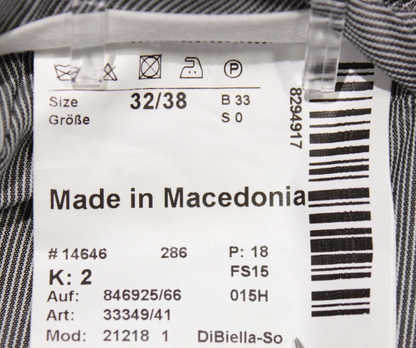 P
Size 32/38 B 33
Größe S 0
8294917
Made in Macedonia
# 14646 286 P: 18
K: 2 FS15
Auf: 846925/66 015H
Art: 33349/41
Mod: 21218 1 DiBiella-So